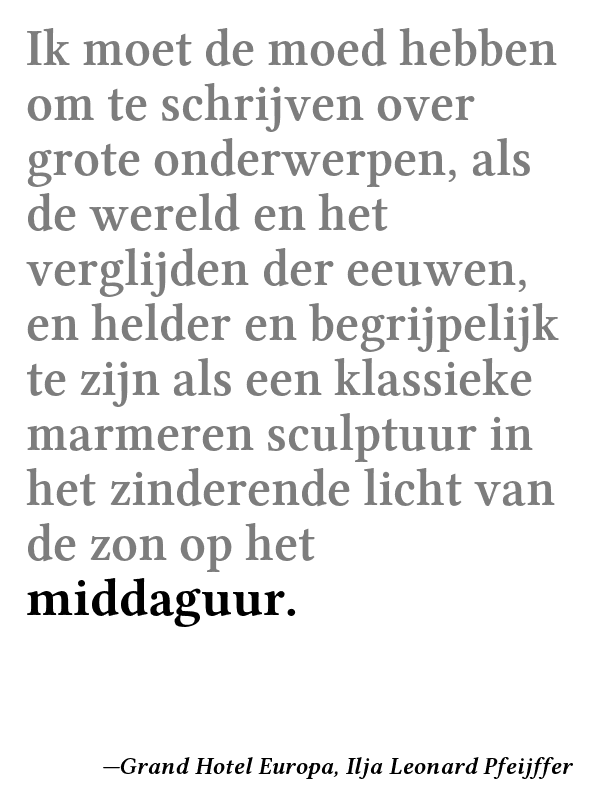 Ik moet de moed hebben
om te schrijven over
grote onderwerpen, als
de wereld en het
verglijden der eeuwen,
en helder en begrijpelijk
te zijn als een klassieke
marmeren sculptuur in
het zinderende licht van
de zon op het
middaguur.
—Grand Hotel Europa, Ilja Leonard Pfeijffer